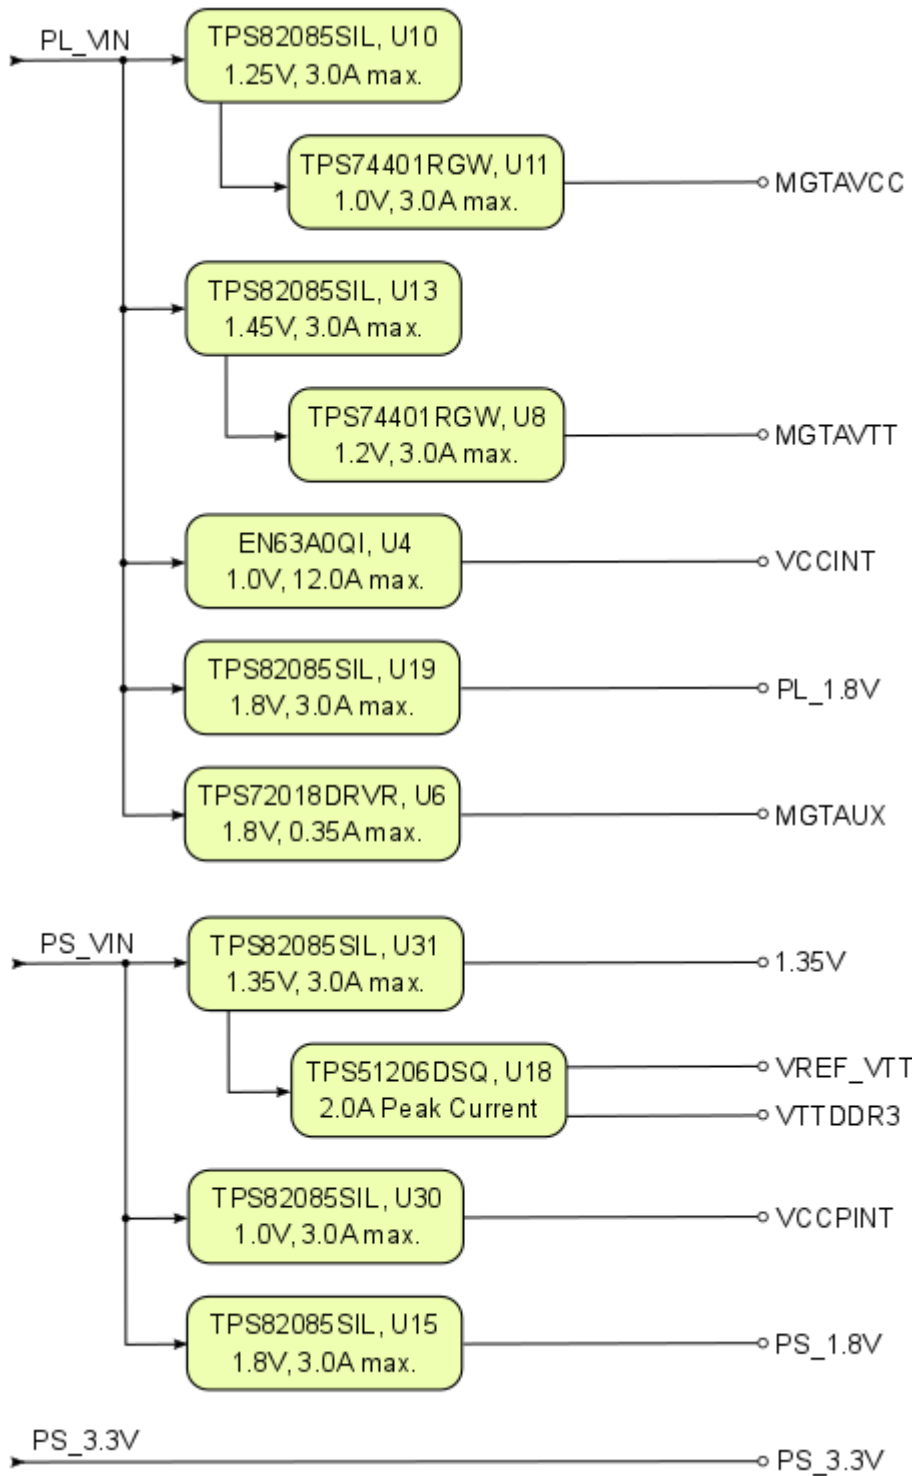 PL_VIN
TPS82085SIL, U10
1.25V, 3.0A max.
TPS74401RGW, U11
1.0V, 3.0A max.
MGTAVCC
TPS82085SIL, U13
1.45V, 3.0A max.
TPS74401RGW, U8
1.2V, 3.0A max.
MGTAVTT
EN63A0QI, U4
1.0V, 12.0A max.
VCCINT
TPS82085SIL, U19
1.8V, 3.0A max.
PL_1.8V
TPS72018DRVR, U6
1.8V, 0.35A max.
MGTAUX
PS_VIN
TPS82085SIL, U31
1.35V, 3.0A max.
1.35V
TPS51206DSQ, U18
2.0A Peak Current
VREF_VTT
VTTDDR3
TPS82085SIL, U30
1.0V, 3.0A max.
VCCPINT
TPS82085SIL, U15
1.8V, 3.0A max.
PS_1.8V
PS_3.3V
PS_3.3V